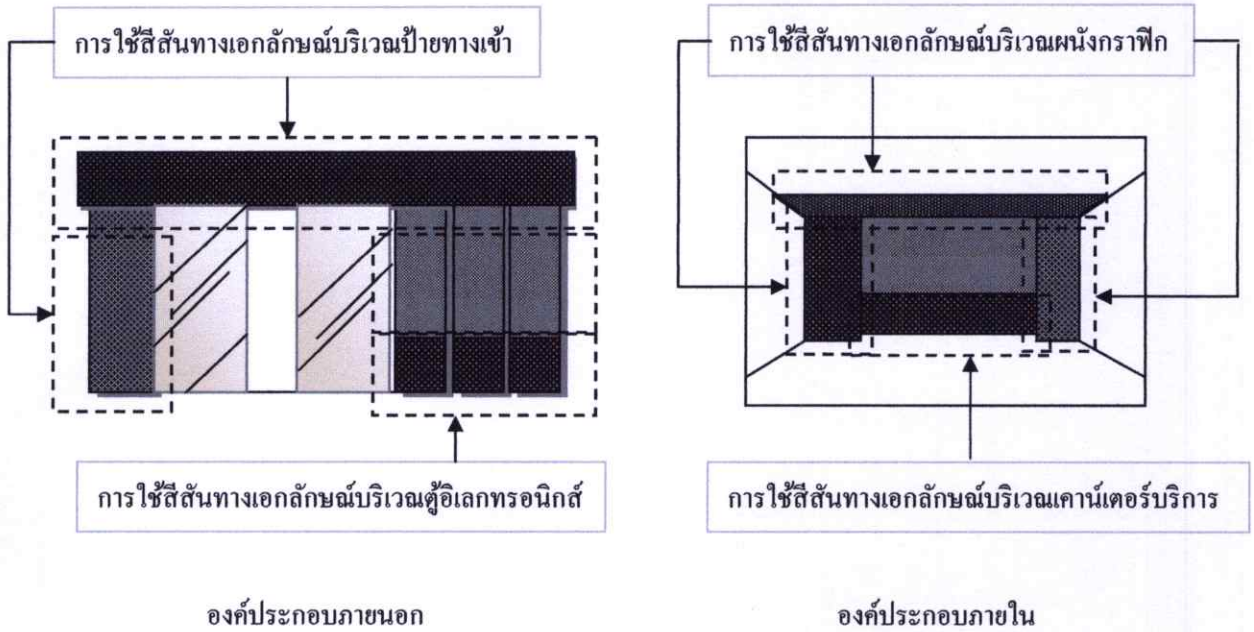 การใช้สีสันทางเอกลักษณ์บริเวณป้ายทางเข้า
การใช้สีสันทางเอกลักษณ์บริเวณผนังกราฟิก
การใช้สีสันทางเอกลักษณ์บริเวณตู้อิเลกทรอนิกส์
การใช้สีสันทางเอกลักษณ์บริเวณเคาน์เตอร์บริการ
องค์ประกอบภายนอก
องค์ประกอบภายใน